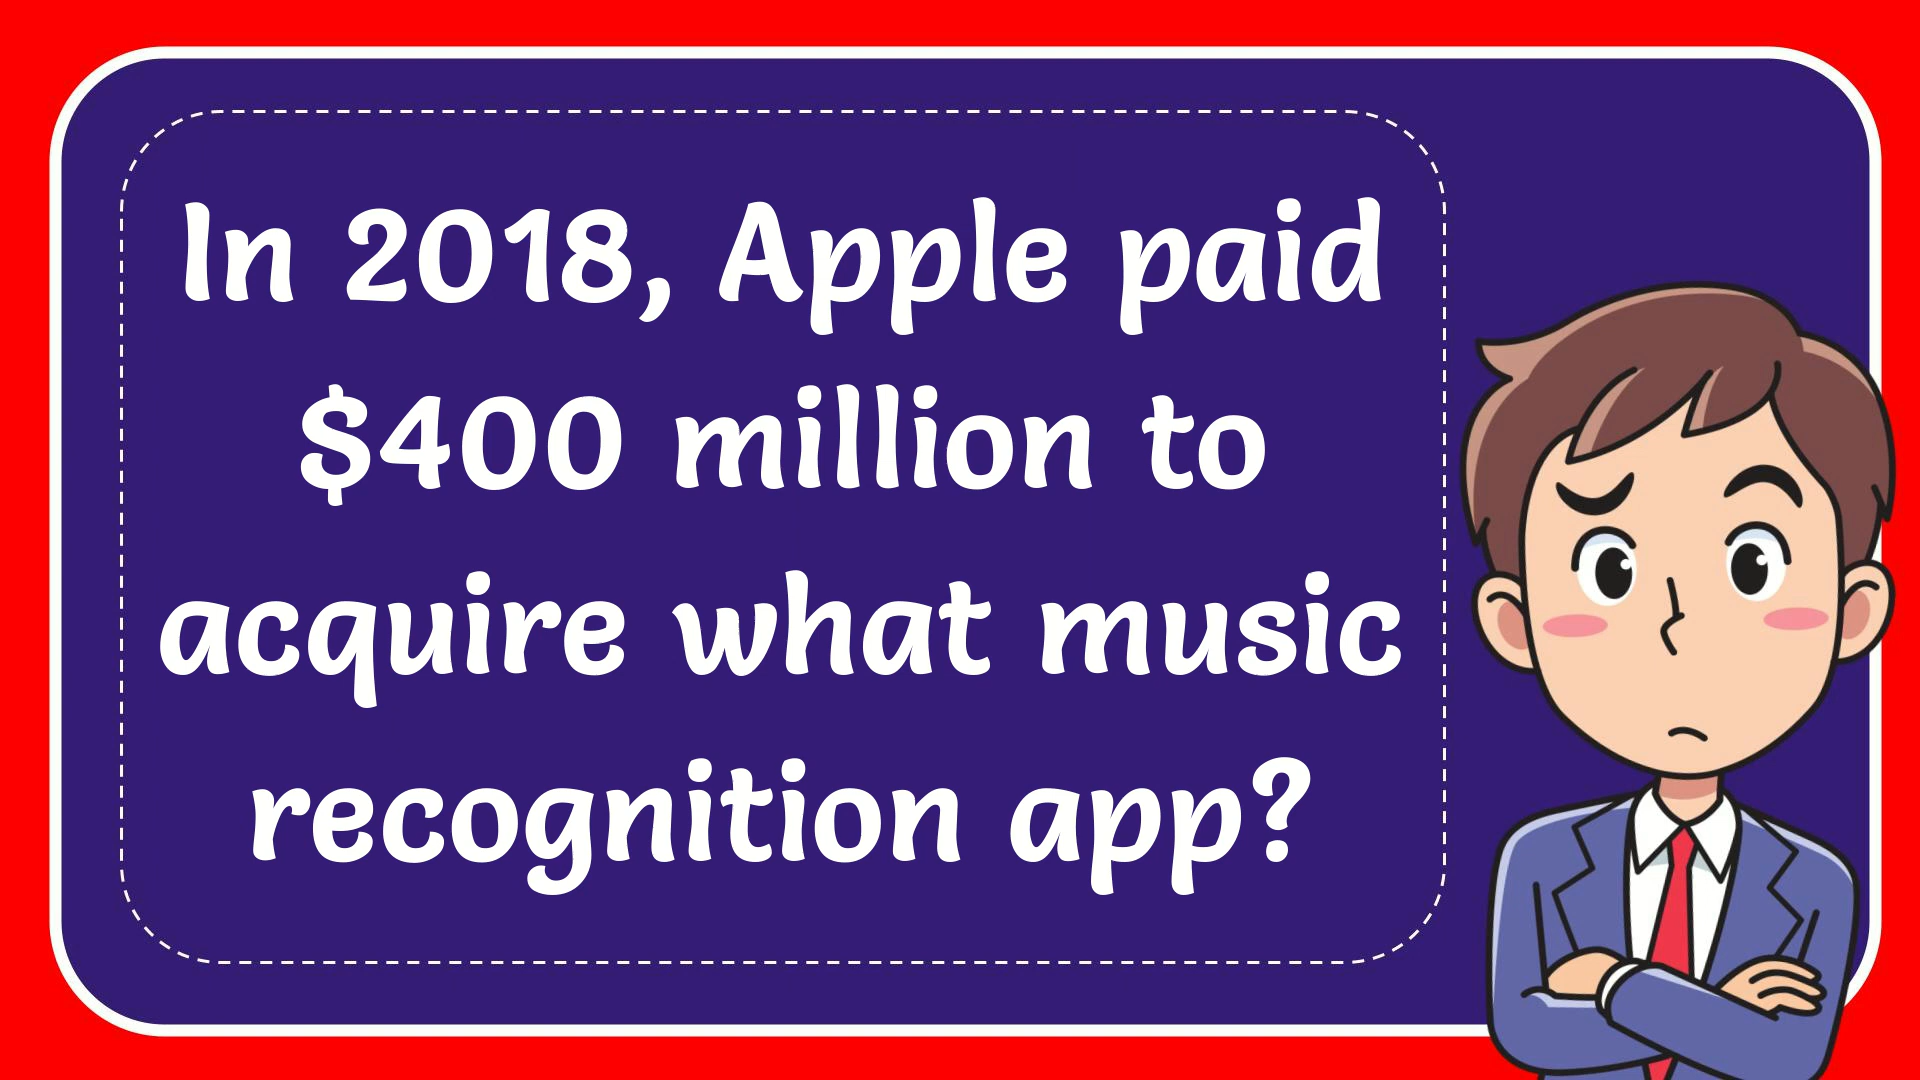 In 2018, Apple paid
$400 million to
acquire what music
recognition app?